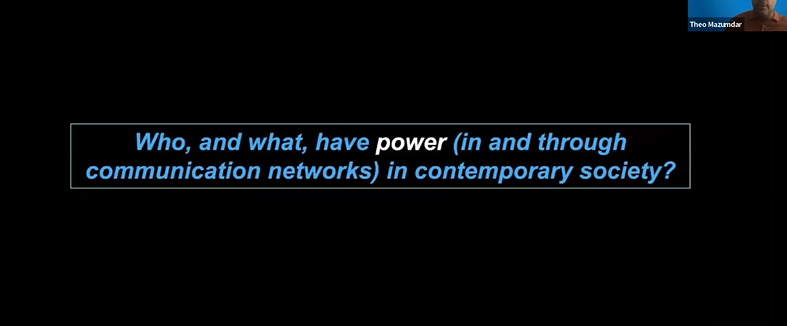 Theo Mazumdar
Who, and what, have power (in and through
communication networks) in contemporary society?